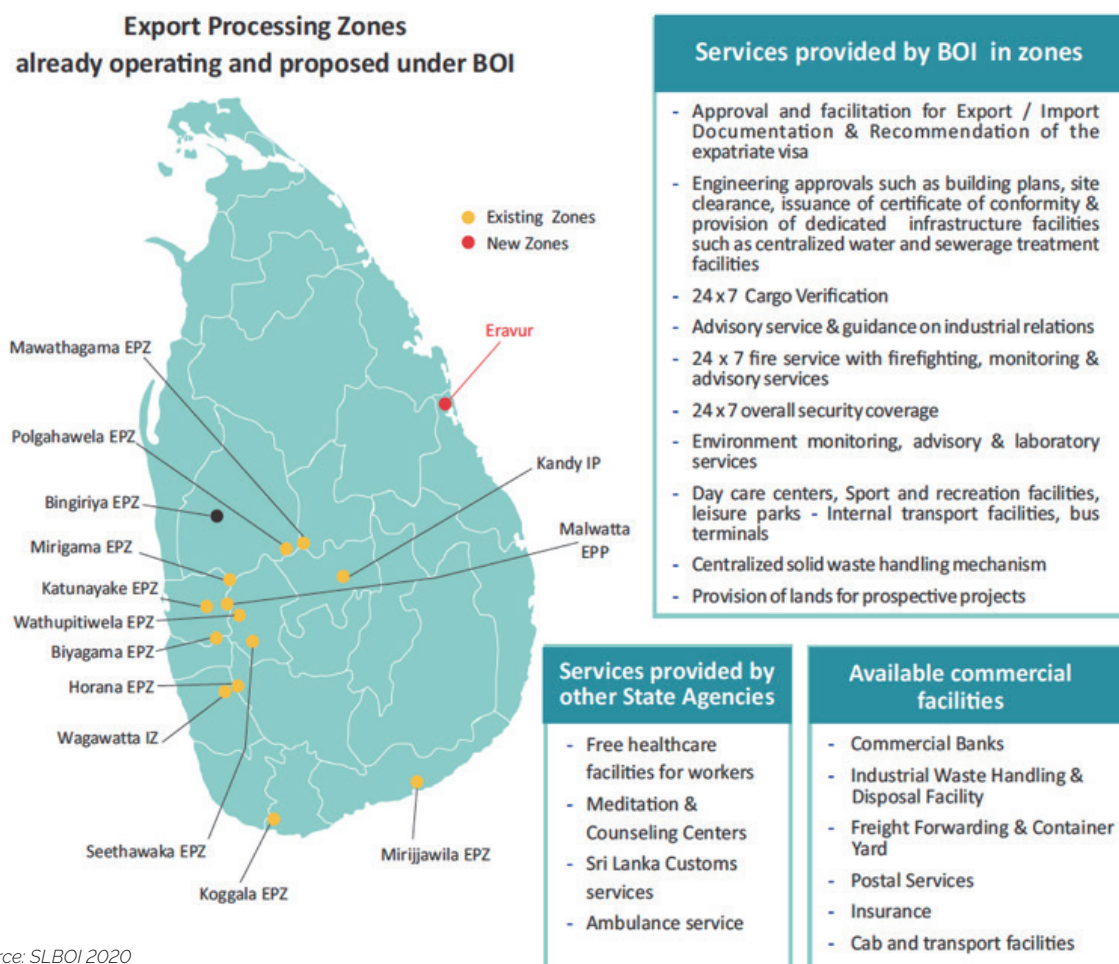 Export Processing Zones
already operating and proposed under BOI
Existing Zones
New Zones
Eravur
Mawathagama EPZ
Polgahawela EPZ
Kandy IP
Bingiriya EPZ
Malwatta
EPP
Mirigama EPZ
Katunayake EPZ
Wathupitiwela EPZ
Biyagama EPZ
Horana EPZ
Wagawatta IZ
Seethawaka EPZ
Mirijjawila EPZ
Koggala EPZ
Services provided by BOI in zones
- Approval and facilitation for Export / Import
Documentation & Recommendation of the
expatriate visa
- Engineering approvals such as building plans, site
clearance, issuance of certificate of conformity &
provision of dedicated infrastructure facilities
such as centralized water and sewerage treatment
facilities
- 24 x 7 Cargo Verification
- Advisory service & guidance on industrial relations
- 24 x 7 fire service with firefighting, monitoring &
advisory services
- 24 x7 overall security coverage
- Environment monitoring, advisory & laboratory
services
- Day care centers, Sport and recreation facilities,
leisure parks - Internal transport facilities, bus
terminals
- Centralized solid waste handling mechanism
- Provision of lands for prospective projects
Services provided by
other State Agencies
- Free healthcare
facilities for workers
- Meditation &
Counseling Centers
- Sri Lanka Customs
services
- Ambulance service
Available commercial
facilities
- Commercial Banks
- Industrial Waste Handling &
Disposal Facility
- Freight Forwarding & Container
Yard
- Postal Services
- Insurance
- Cab and transport facilities
rce: SLBOI 2020